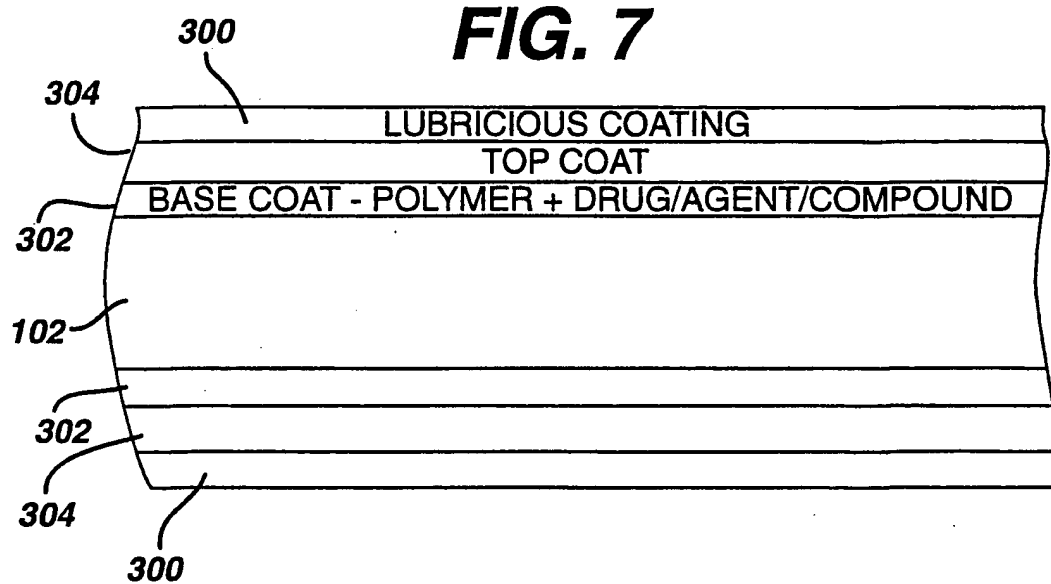 FIG. 7
300
304
LUBRICIOUS COATING
TOP COAT
BASE COAT - POLYMER + DRUG/AGENT/COMPOUND
302
102
302
304
300